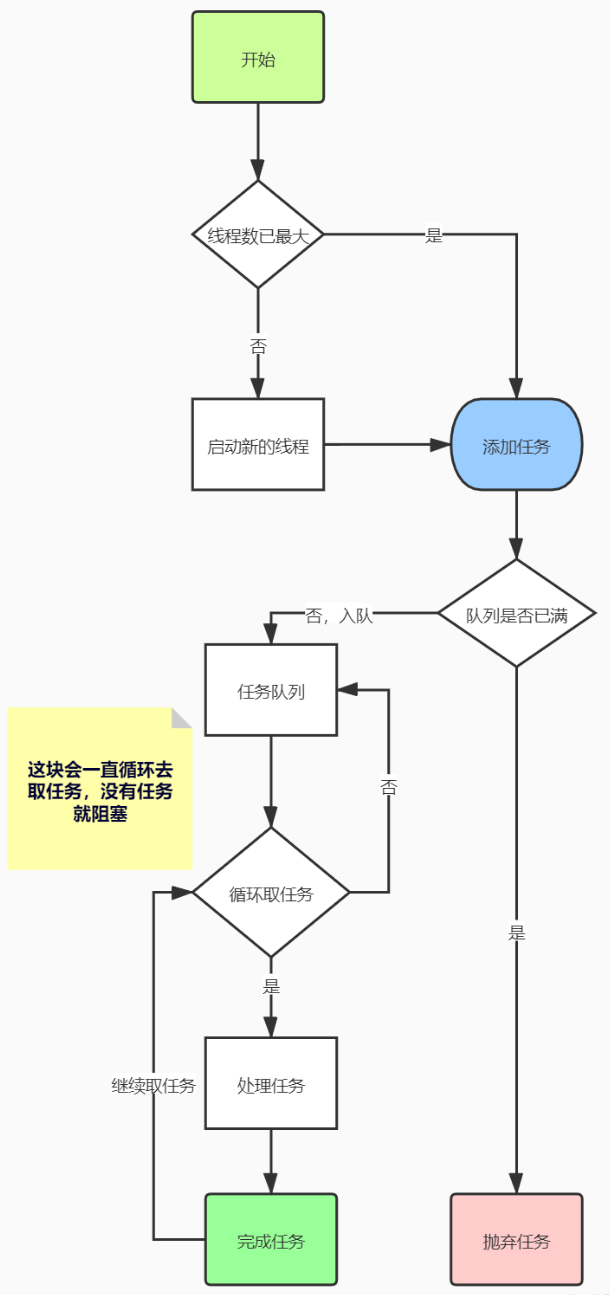 开始
线程数已最大
是
否
启动新的线程
添加任务
队列是否已满
否，入队
任务队列
这块会一直循环去
取任务，没有任务
就阻塞
否
循环取任务
是
是
处理任务
继续取任务
完成任务
抛弃任务